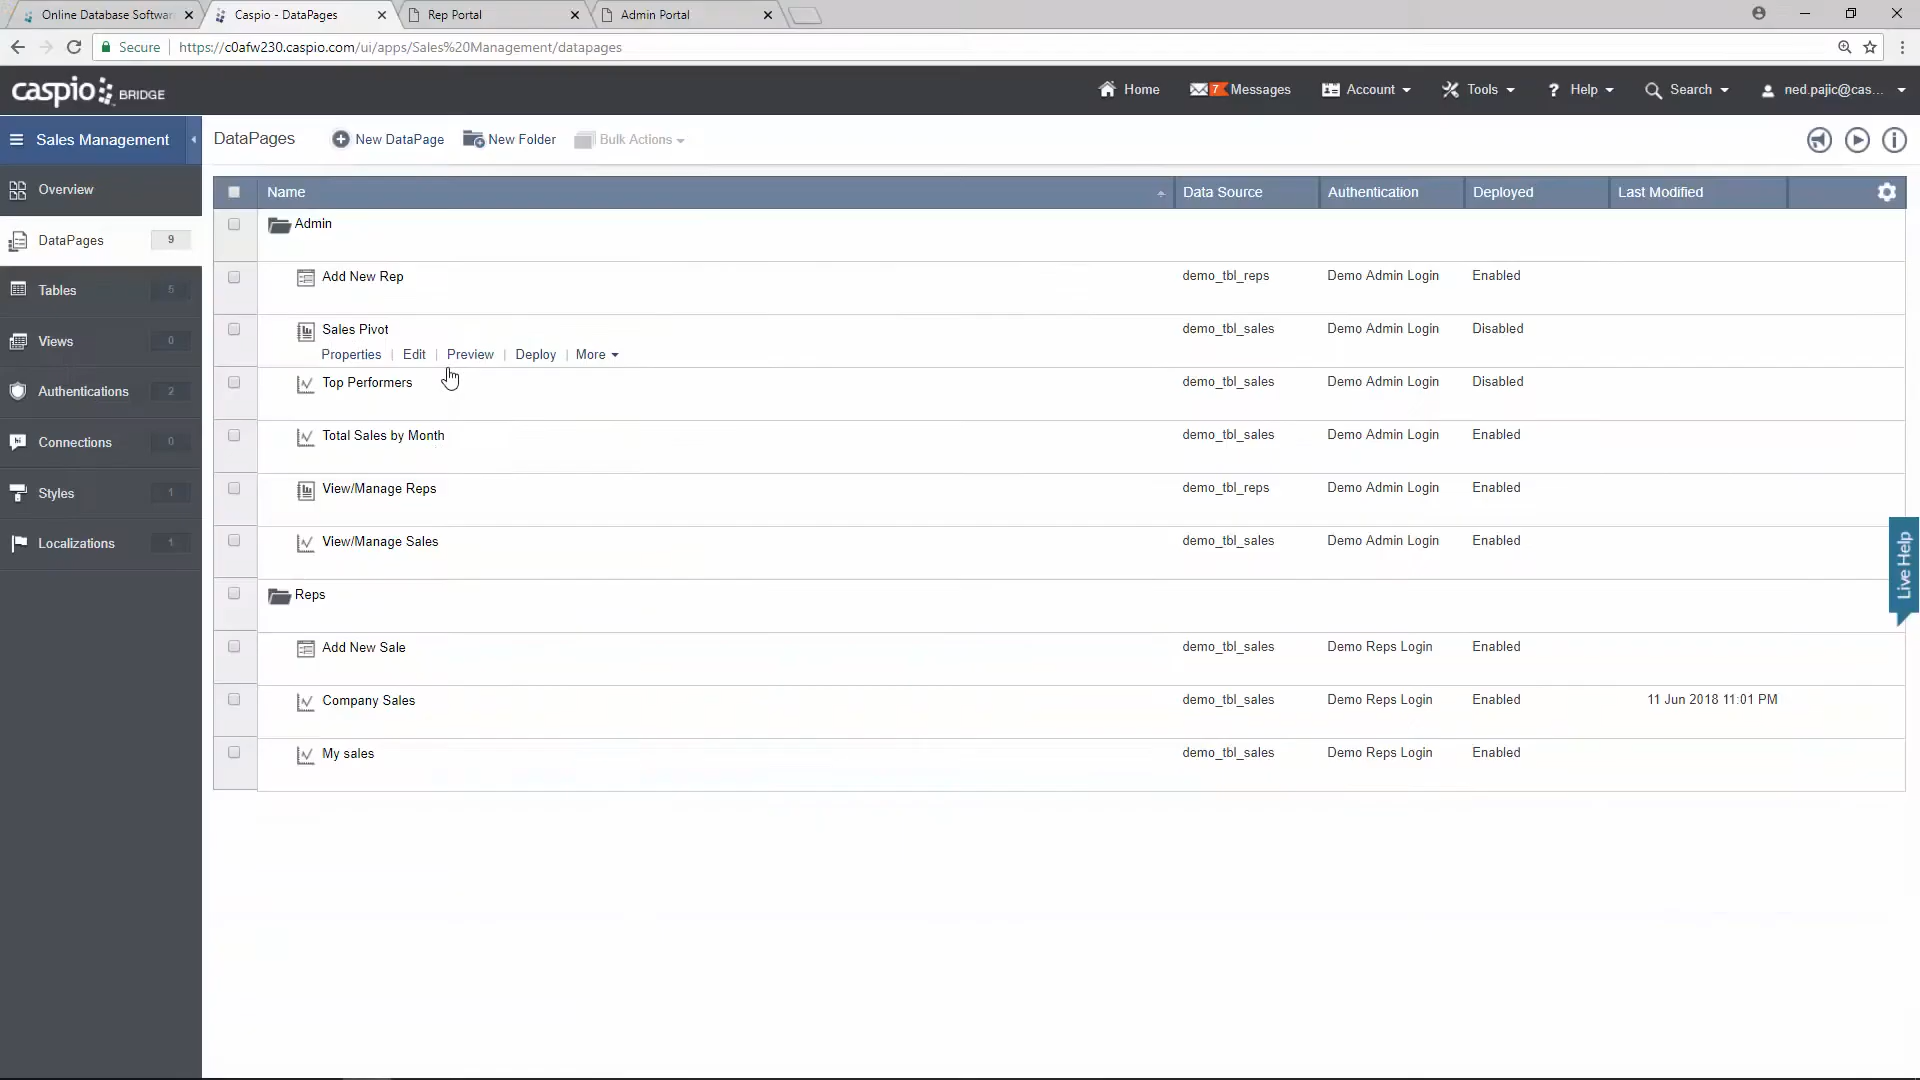 Online Database Softwar
Caspio - DataPages
Rep Portal
Admin Portal
Secure
https://c0afw230.caspio.com/ui/apps/Sales%20Management/datapages
caspio BRIDGE
Home
7 Messages
Account
Tools
? Help
Search
ned.pajic@cas...
Sales Management
DataPages
New DataPage
New Folder
Bulk Actions
Overview
DataPages 9
Tables 5
Views 0
Authentications 2
Connections 0
Styles 1
Localizations 1
Name Data Source Authentication Deployed Last Modified
Admin
Add New Rep demo_tbl_reps Demo Admin Login Enabled
Sales Pivot demo_tbl_sales Demo Admin Login Disabled
Properties | Edit | Preview | Deploy | More
Top Performers demo_tbl_sales Demo Admin Login Disabled
Total Sales by Month demo_tbl_sales Demo Admin Login Enabled
View/Manage Reps demo_tbl_reps Demo Admin Login Enabled
View/Manage Sales demo_tbl_sales Demo Admin Login Enabled
Reps
Add New Sale demo_tbl_sales Demo Reps Login Enabled
Company Sales demo_tbl_sales Demo Reps Login Enabled 11 Jun 2018 11:01 PM
My sales demo_tbl_sales Demo Reps Login Enabled
Live Help